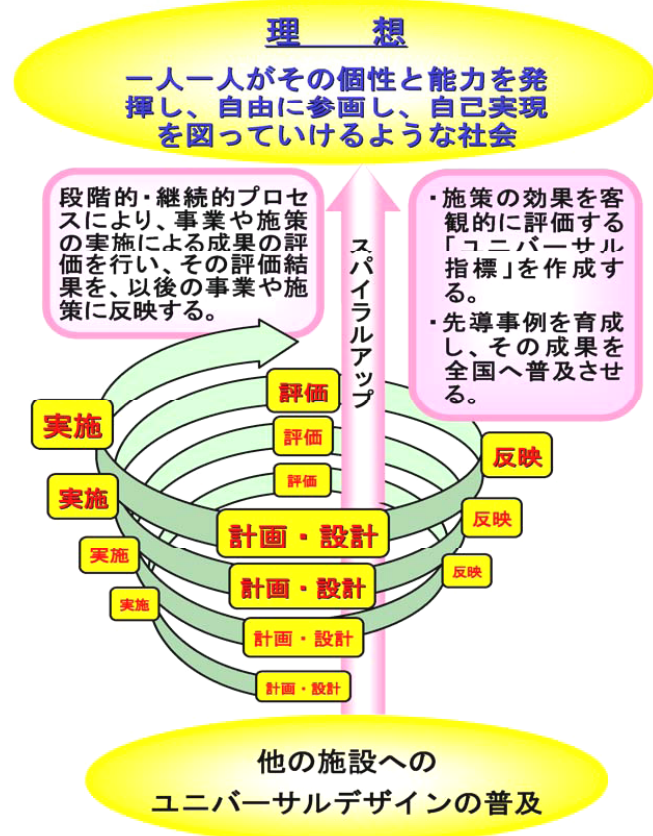 理　想
一人一人がその個性と能力を発
揮し、自由に参画し、自己実現
を図っていけるような社会
段階的・継続的プロセ
スにより、事業や施策
の実施による成果の評
価を行い、その評価結
果を、以後の事業や施
策に反映する。
・施策の効果を客
観的に評価する
「ユニバーサル
指標」を作成す
る。
・先導事例を育成
し、その成果を
全国へ普及させ
る。
スパイラルアップ
評価
実施
評価
反映
評価
実施
計画・設計
反映
実施
計画・設計
反映
実施
計画・設計
計画・設計
他の施設への
ユニバーサルデザインの普及